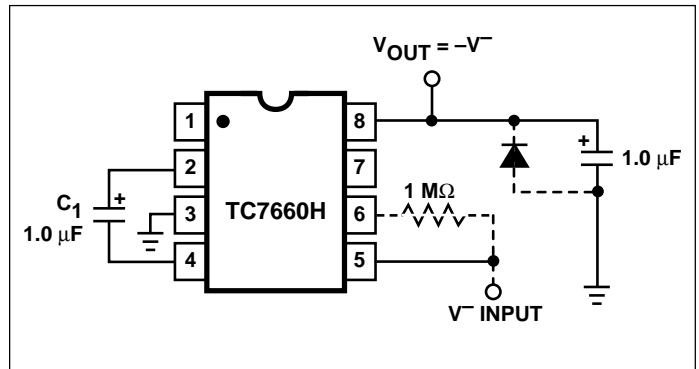 V_OUT = –V⁻
1
8
2
7
C₁
+
1.0 µF
3
TC7660H
6
1 MΩ
4
5
+
1.0 µF
V⁻ INPUT